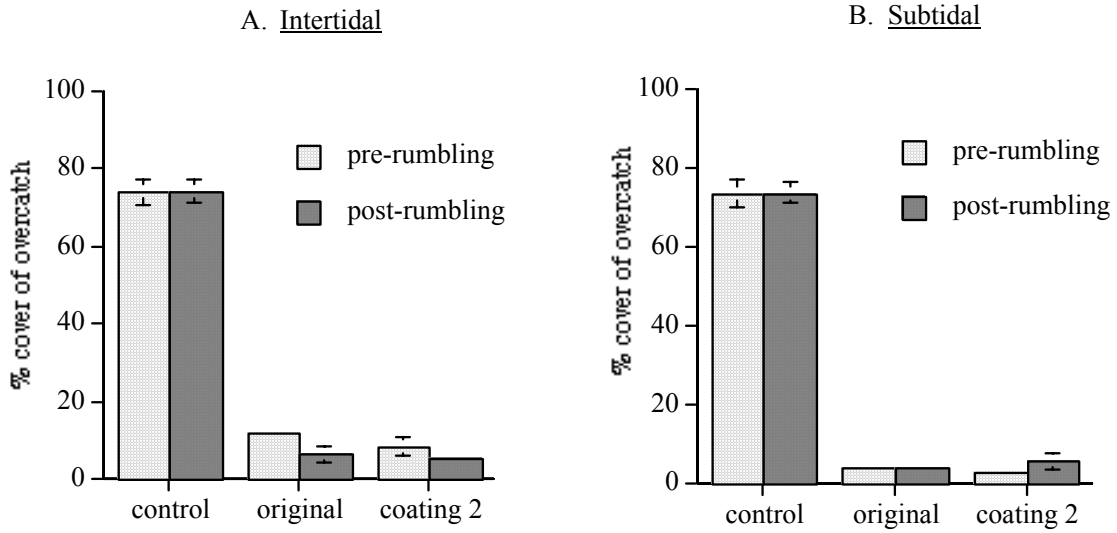 A. Intertidal
100
80
60
40
20
0
% cover of overcatch
pre-rumbling
post-rumbling
control original coating 2
B. Subtidal
100
80
60
40
20
0
% cover of overcatch
pre-rumbling
post-rumbling
control original coating 2